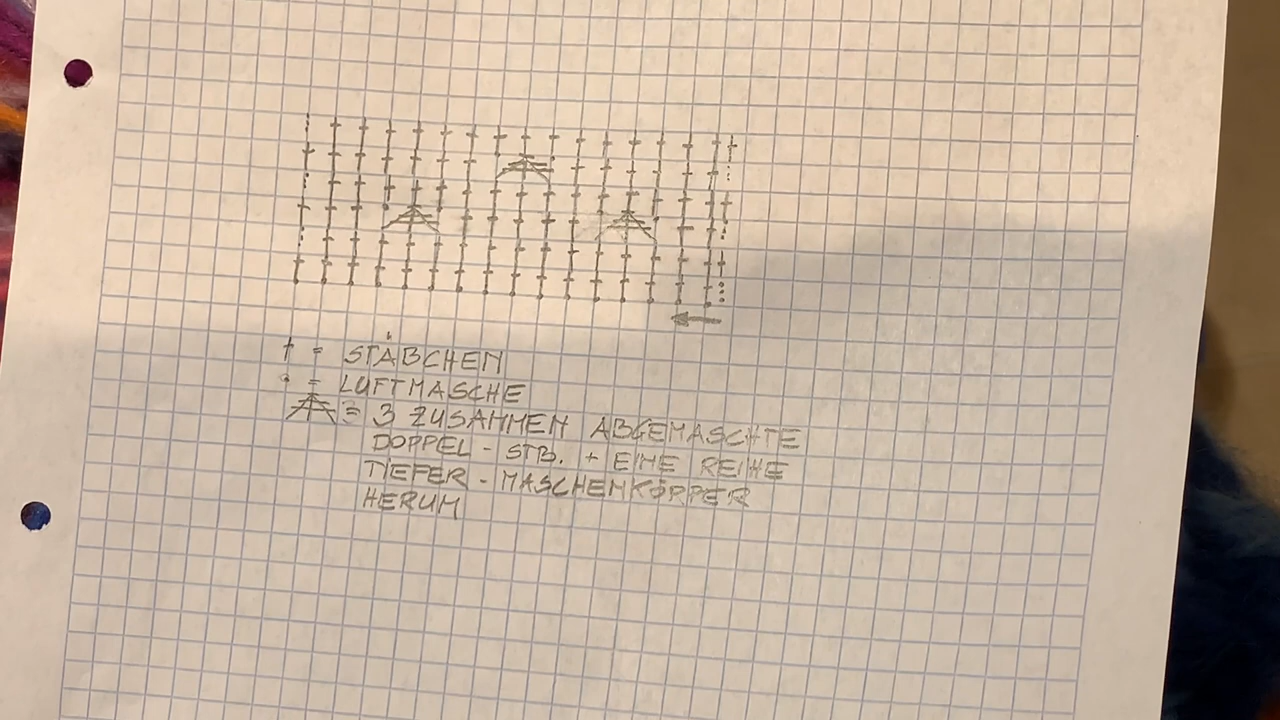 † = STÄBCHEN
• = LUFTMASCHE
= 3 ZUSAMMEN ABGEMASCHTE
DOPPEL - STB. + EINE REIHE
TIEFER - MASCHENKÖRPER
HERUM